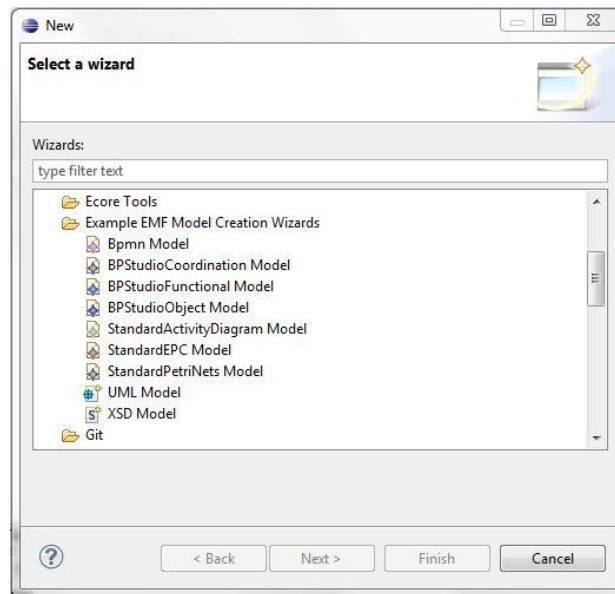 New
Select a wizard
Wizards:
type filter text
Ecore Tools
Example EMF Model Creation Wizards
Bpmn Model
BPStudioCoordination Model
BPStudioFunctional Model
BPStudioObject Model
StandardActivityDiagram Model
StandardEPC Model
StandardPetriNets Model
UML Model
S XSD Model
Git
? < Back Next > Finish Cancel